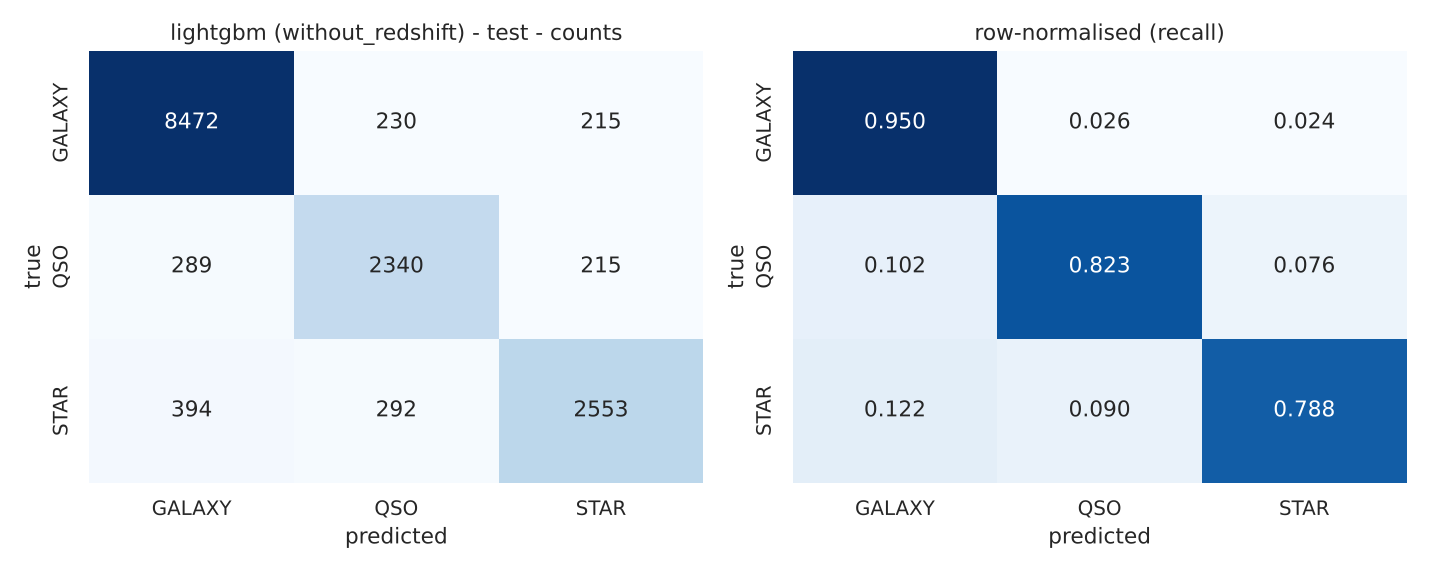 lightgbm (without_redshift) - test - counts
GALAXY 8472 230 215
QSO 289 2340 215
STAR 394 292 2553
true
GALAXY QSO STAR
predicted
row-normalised (recall)
GALAXY 0.950 0.026 0.024
QSO 0.102 0.823 0.076
STAR 0.122 0.090 0.788
true
GALAXY QSO STAR
predicted